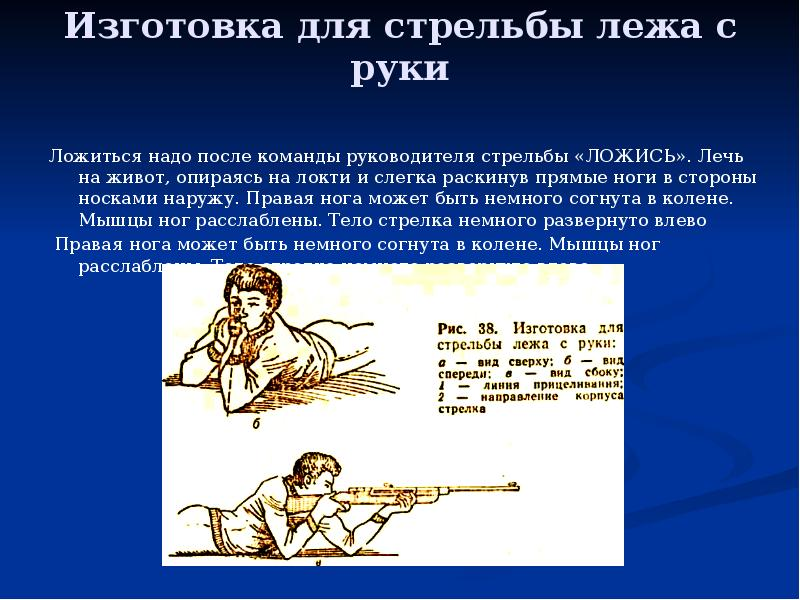 Изготовка для стрельбы лежа с
руки
Ложиться надо после команды руководителя стрельбы «ЛОЖИСЬ». Лечь
на живот, опираясь на локти и слегка раскинув прямые ноги в стороны
носками наружу. Правая нога может быть немного согнута в колене.
Мышцы ног расслаблены. Тело стрелка немного развернуто влево
Правая нога может быть немного согнута в колене. Мышцы ног
расслаблены. Тело стрелка немного развернуто влево
Рис. 38. Изготовка для
стрельбы лежа с руки:
а — вид сверху; б — вид
спереди; в — вид сбоку;
1 — линия прицеливания;
2 — направление корпуса
стрелка
б
в